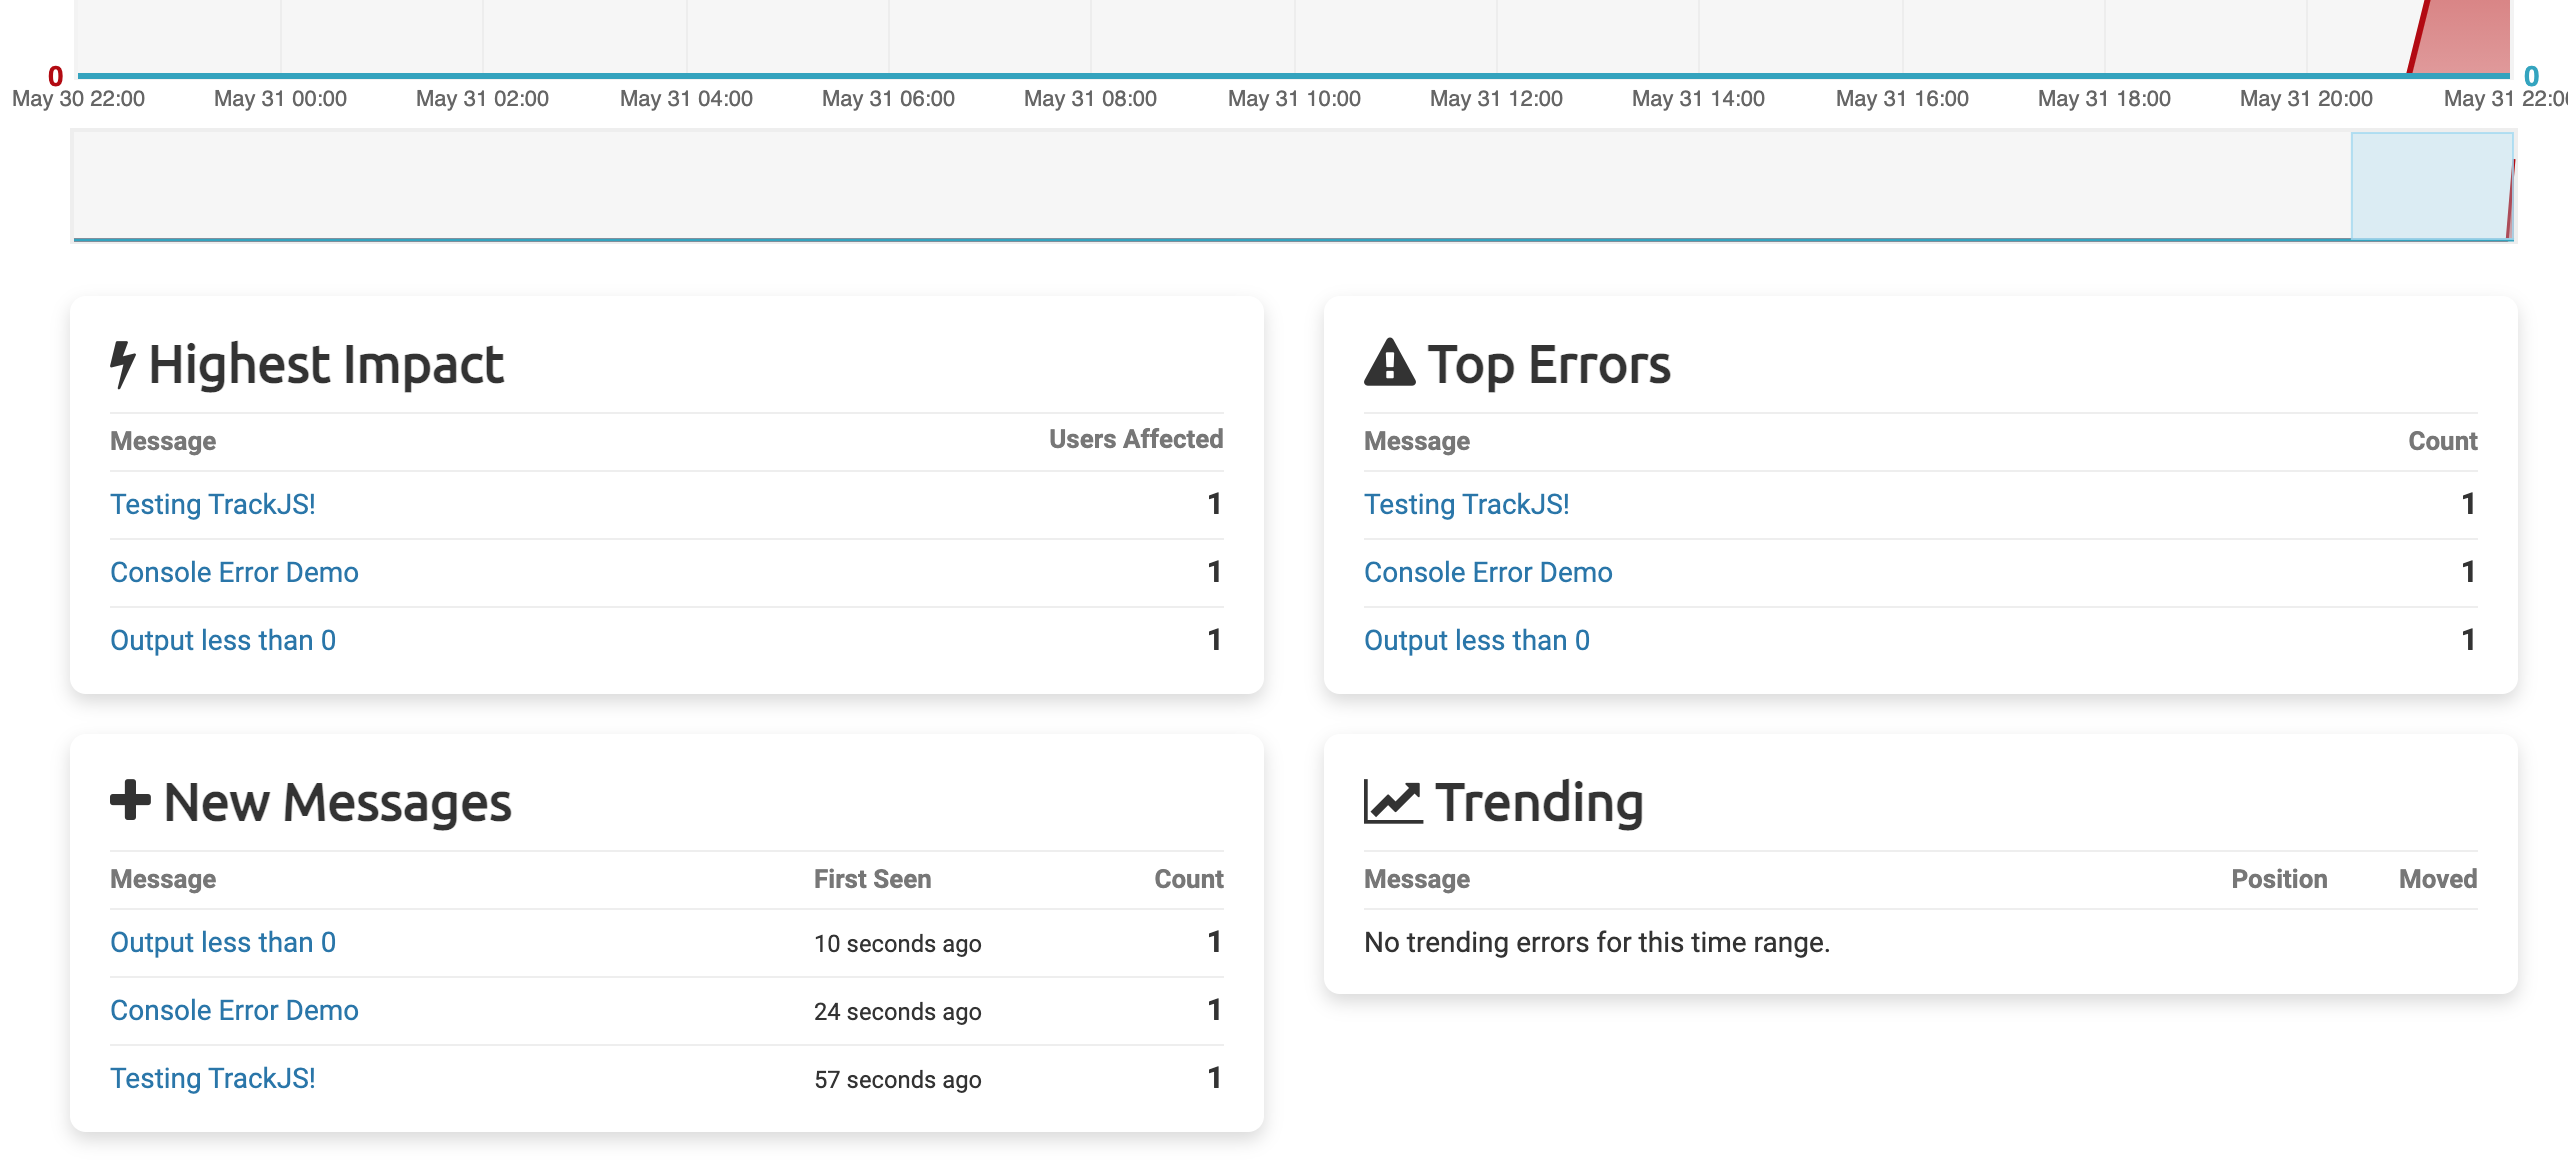 0 0
May 30 22:00 May 31 00:00 May 31 02:00 May 31 04:00 May 31 06:00 May 31 08:00 May 31 10:00 May 31 12:00 May 31 14:00 May 31 16:00 May 31 18:00 May 31 20:00 May 31 22:00
Highest Impact
Message Users Affected
Testing TrackJS! 1
Console Error Demo 1
Output less than 0 1
Top Errors
Message Count
Testing TrackJS! 1
Console Error Demo 1
Output less than 0 1
New Messages
Message First Seen Count
Output less than 0 10 seconds ago 1
Console Error Demo 24 seconds ago 1
Testing TrackJS! 57 seconds ago 1
Trending
Message Position Moved
No trending errors for this time range.